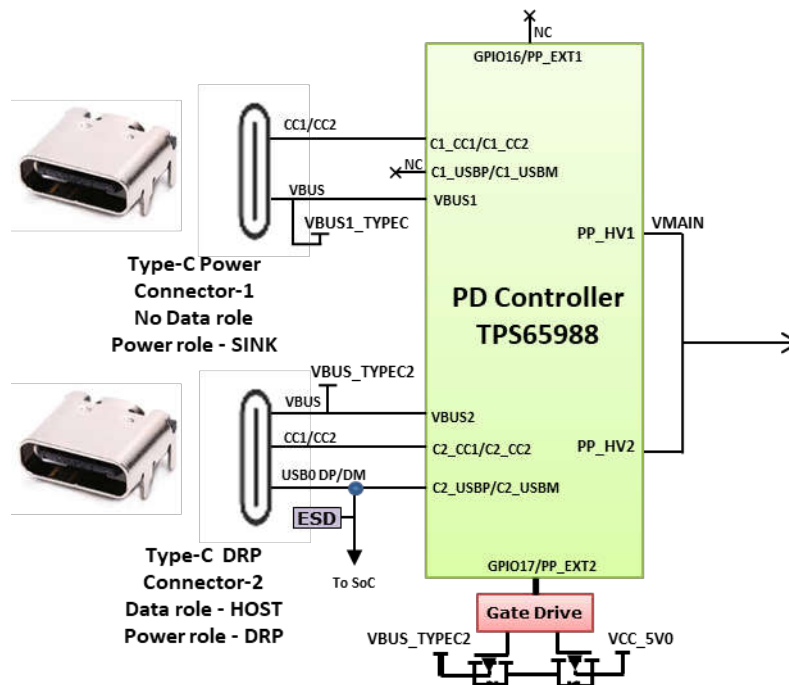 NC
GPIO16/PP_EXT1
CC1/CC2
C1_CC1/C1_CC2
NC
C1_USBP/C1_USBM
VBUS
VBUS1
VBUS1_TYPEC
PP_HV1
VMAIN
Type-C Power
Connector-1
No Data role
Power role - SINK
PD Controller
TPS65988
VBUS_TYPEC2
VBUS
VBUS2
CC1/CC2
C2_CC1/C2_CC2
PP_HV2
USB0 DP/DM
C2_USBP/C2_USBM
ESD
To SoC
Type-C DRP
Connector-2
Data role - HOST
Power role - DRP
GPIO17/PP_EXT2
Gate Drive
VBUS_TYPEC2
VCC_5V0